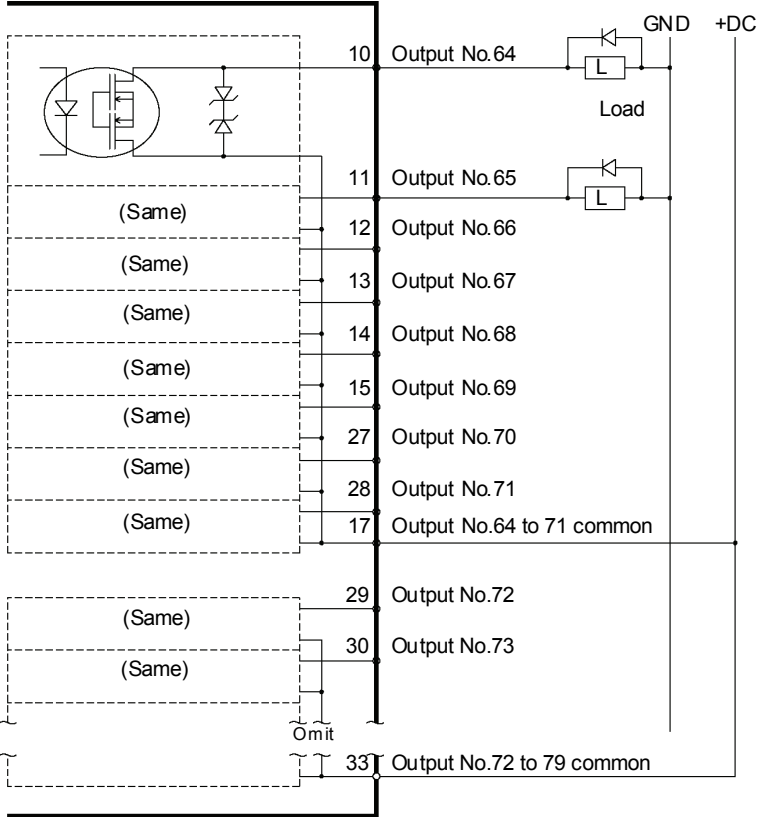 GND +DC
10 Output No.64
L
Load
11 Output No.65
L
(Same)
12 Output No.66
(Same)
13 Output No.67
(Same)
14 Output No.68
(Same)
15 Output No.69
(Same)
27 Output No.70
(Same)
28 Output No.71
(Same)
17 Output No.64 to 71 common
29 Output No.72
(Same)
30 Output No.73
(Same)
Omit
33 Output No.72 to 79 common